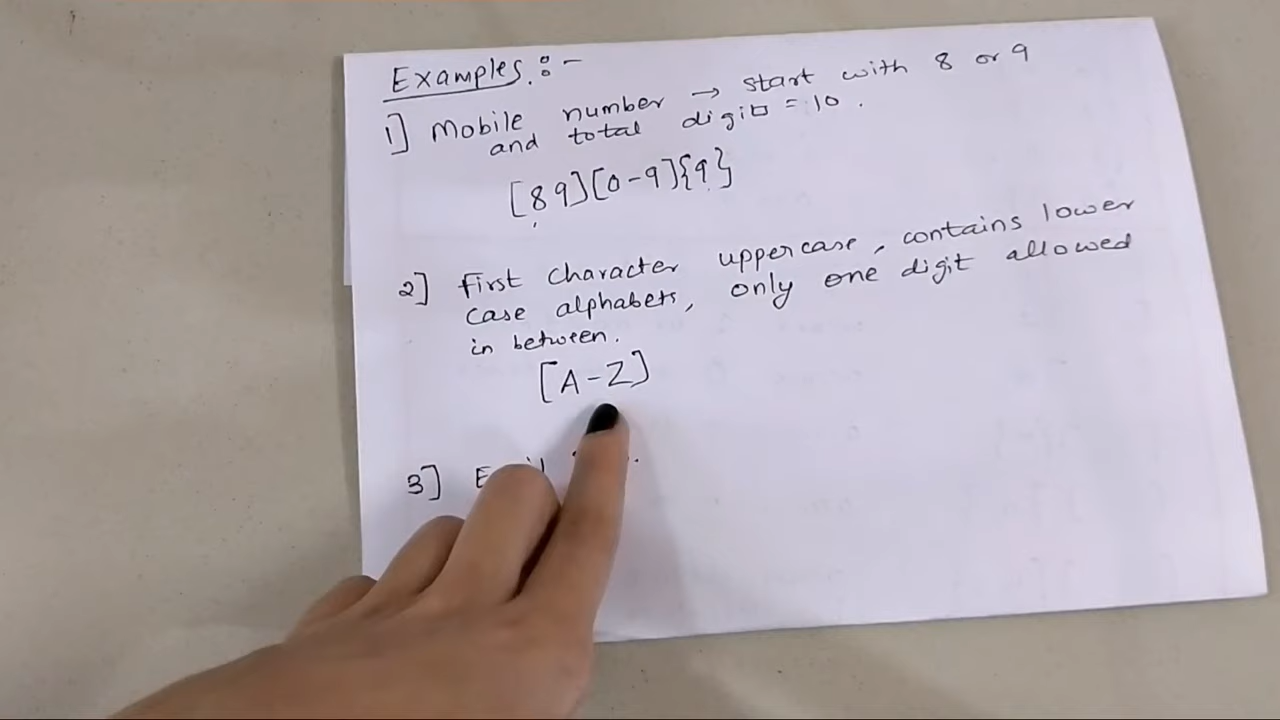 Examples :-
1] Mobile number → start with 8 or 9
and total digits = 10 .
[89][0-9]{9}
2] First character uppercase, contains lower
case alphabets, only one digit allowed
in between.
[A-Z]
3]